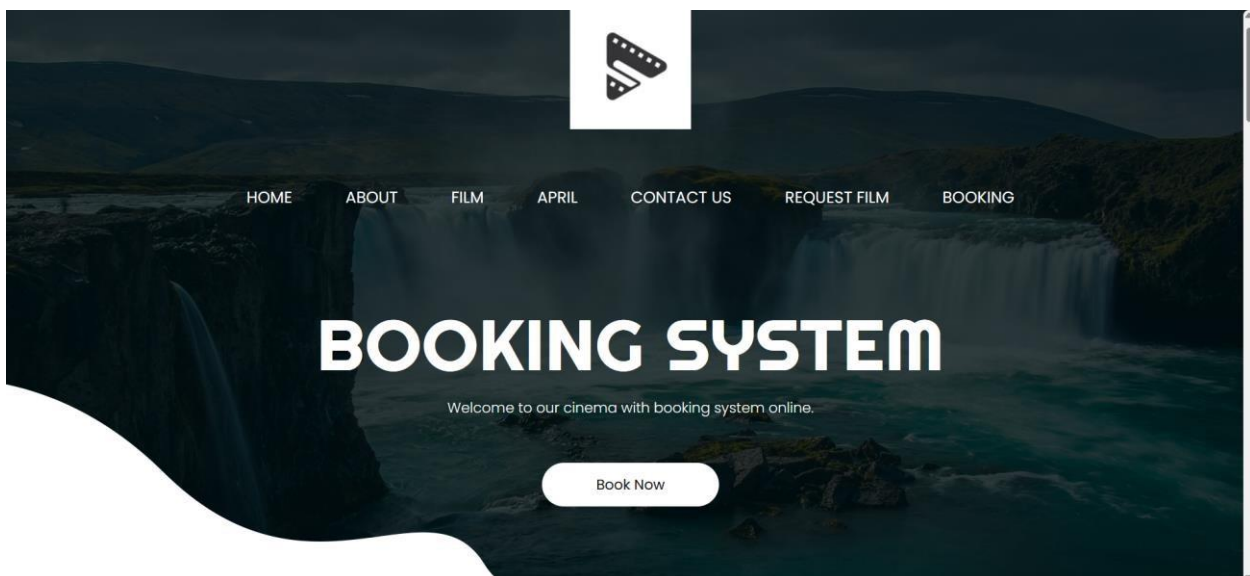 HOME ABOUT FILM APRIL CONTACT US REQUEST FILM BOOKING
BOOKING SYSTEM
Welcome to our cinema with booking system online.
Book Now